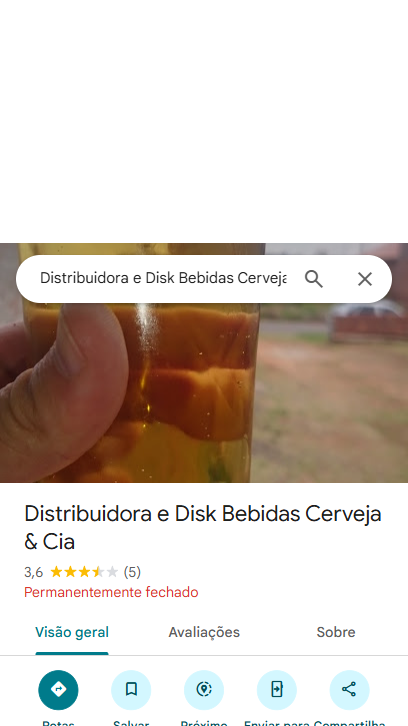 Distribuidora e Disk Bebidas Cerveja
Distribuidora e Disk Bebidas Cerveja
& Cia
3,6 (5)
Permanentemente fechado
Visão geral Avaliações Sobre
Rotas Salvar Próximo Enviar para Compartilha